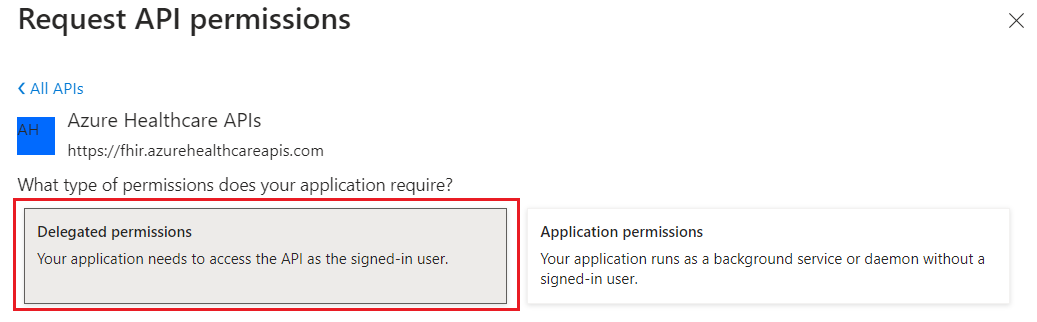 Request API permissions
All APIs
AH
Azure Healthcare APIs
https://fhir.azurehealthcareapis.com
What type of permissions does your application require?
Delegated permissions
Your application needs to access the API as the signed-in user.
Application permissions
Your application runs as a background service or daemon without a
signed-in user.